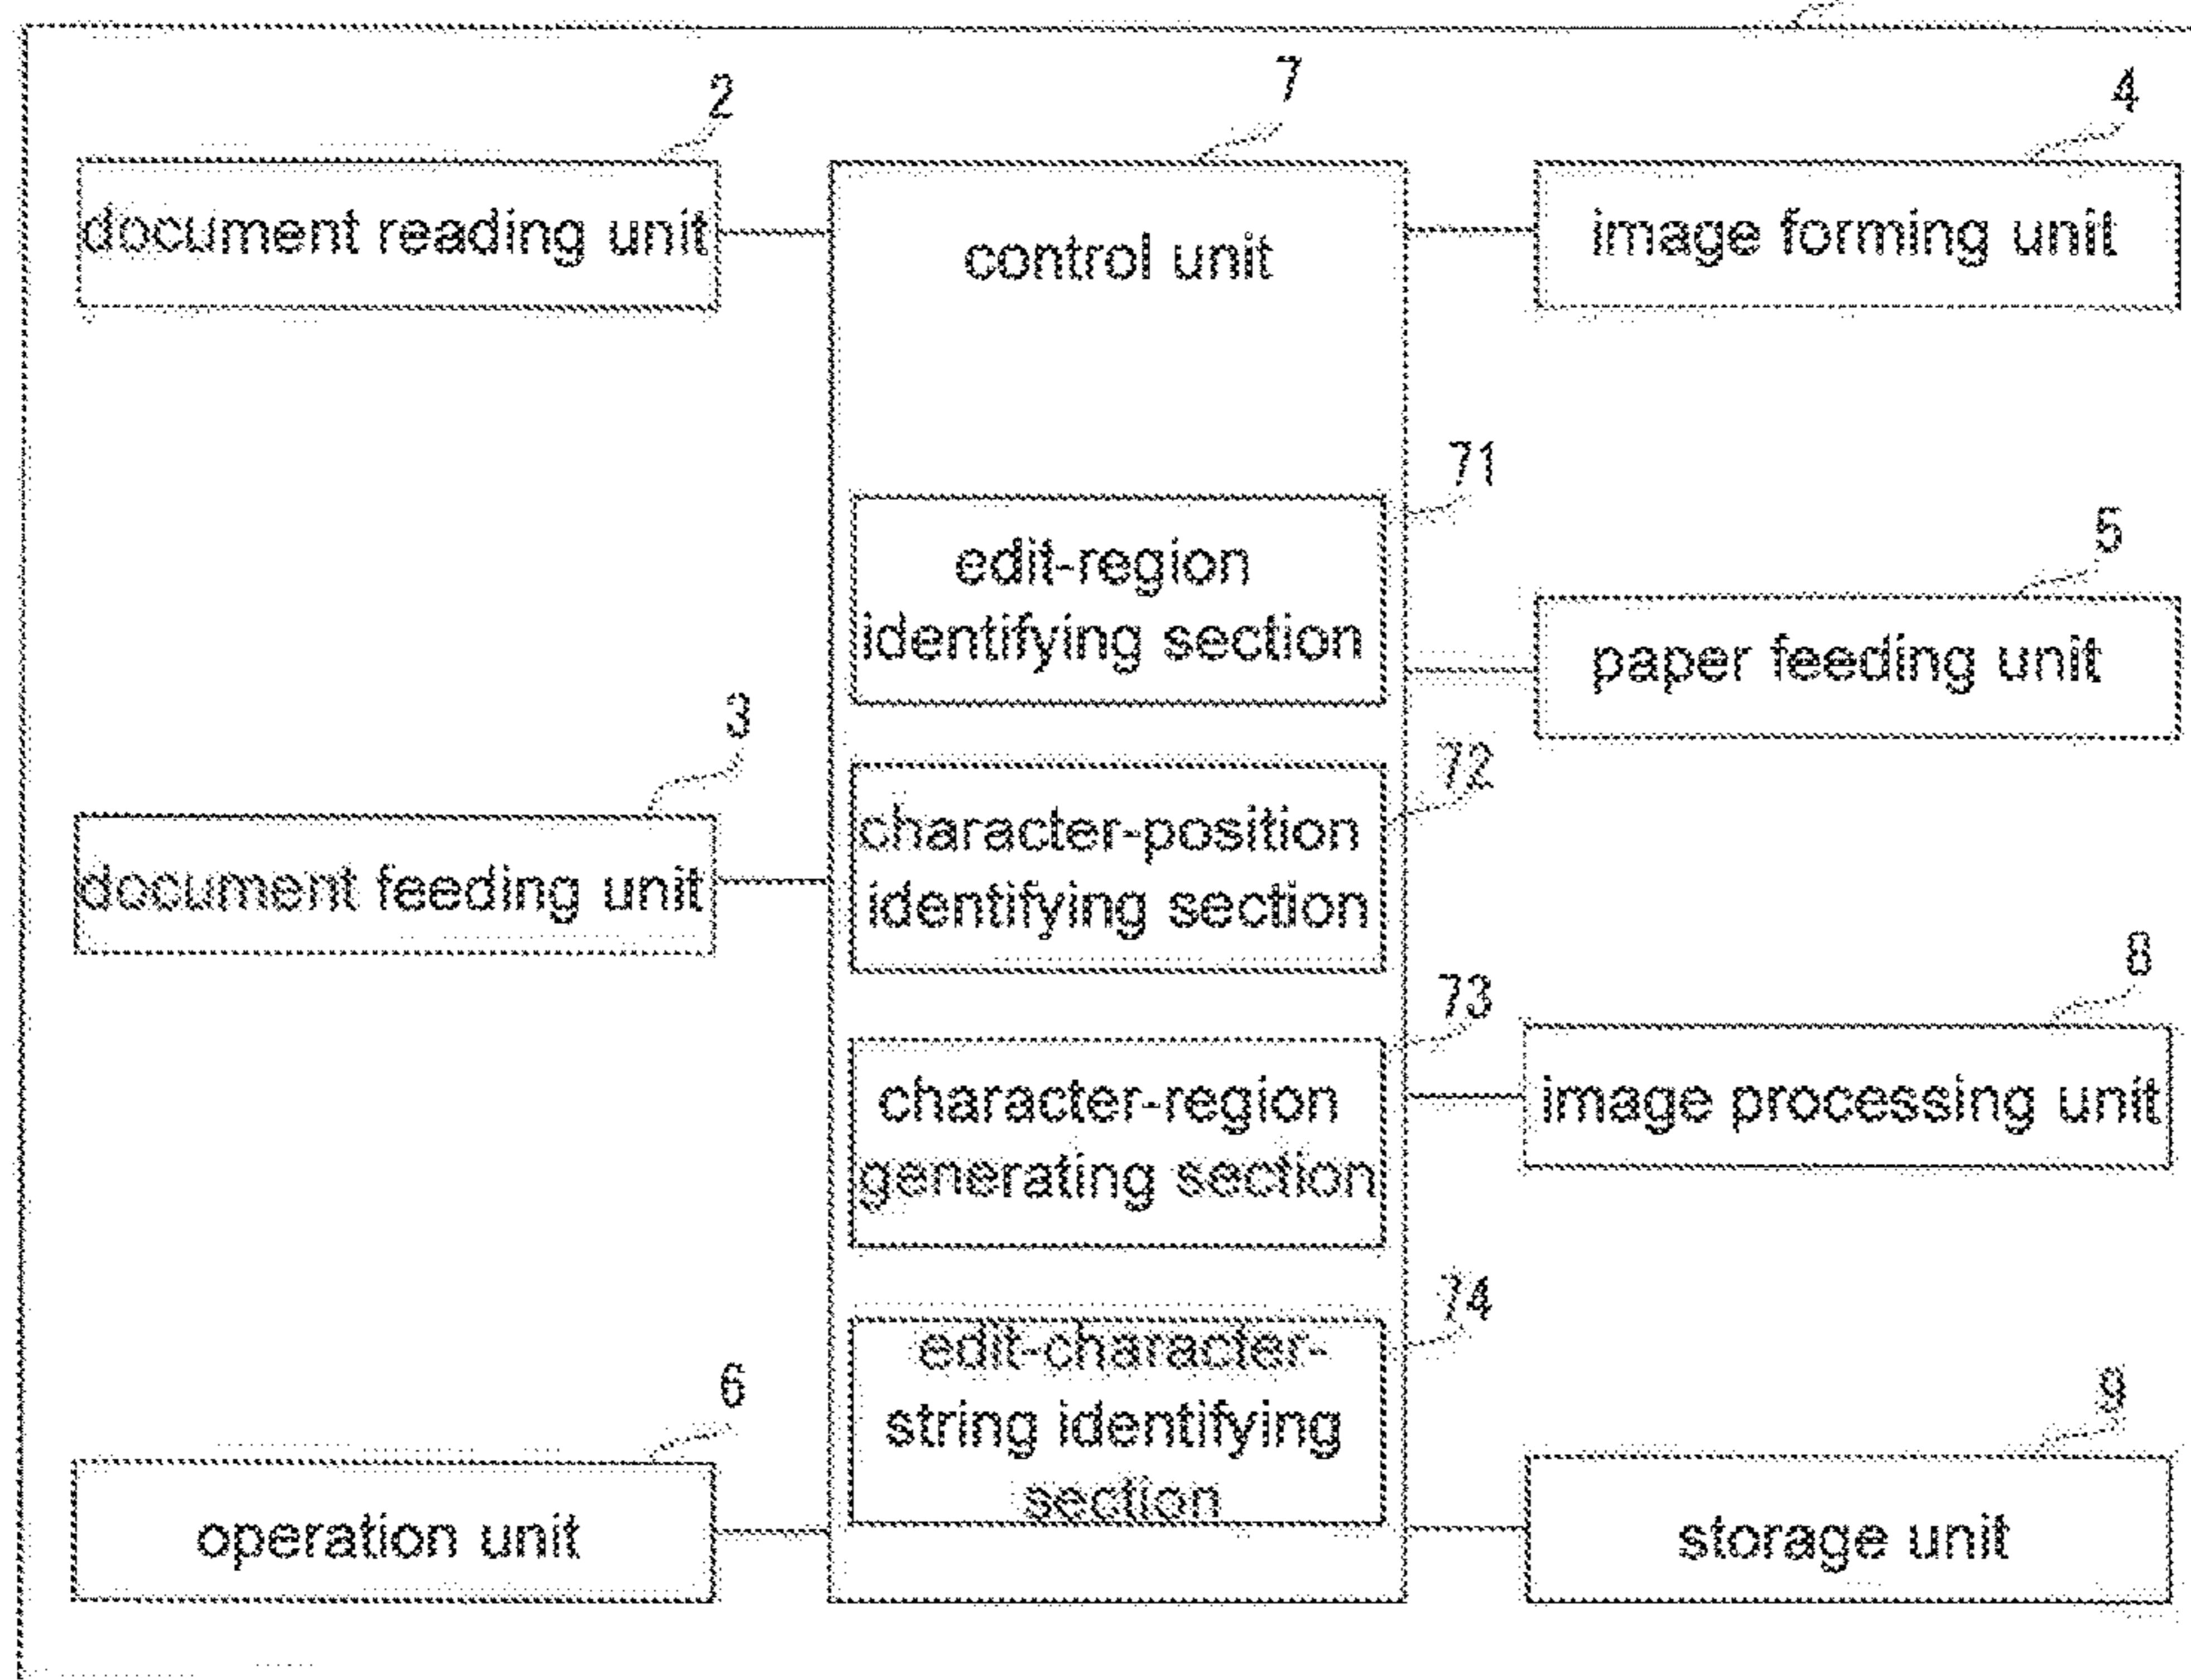 2
7
4
document reading unit
control unit
image forming unit
71
edit-region
identifying section
5
paper feeding unit
3
document feeding unit
72
character-position
identifying section
8
image processing unit
73
character-region
generating section
74
edit-character-
string identifying
section
6
operation unit
9
storage unit